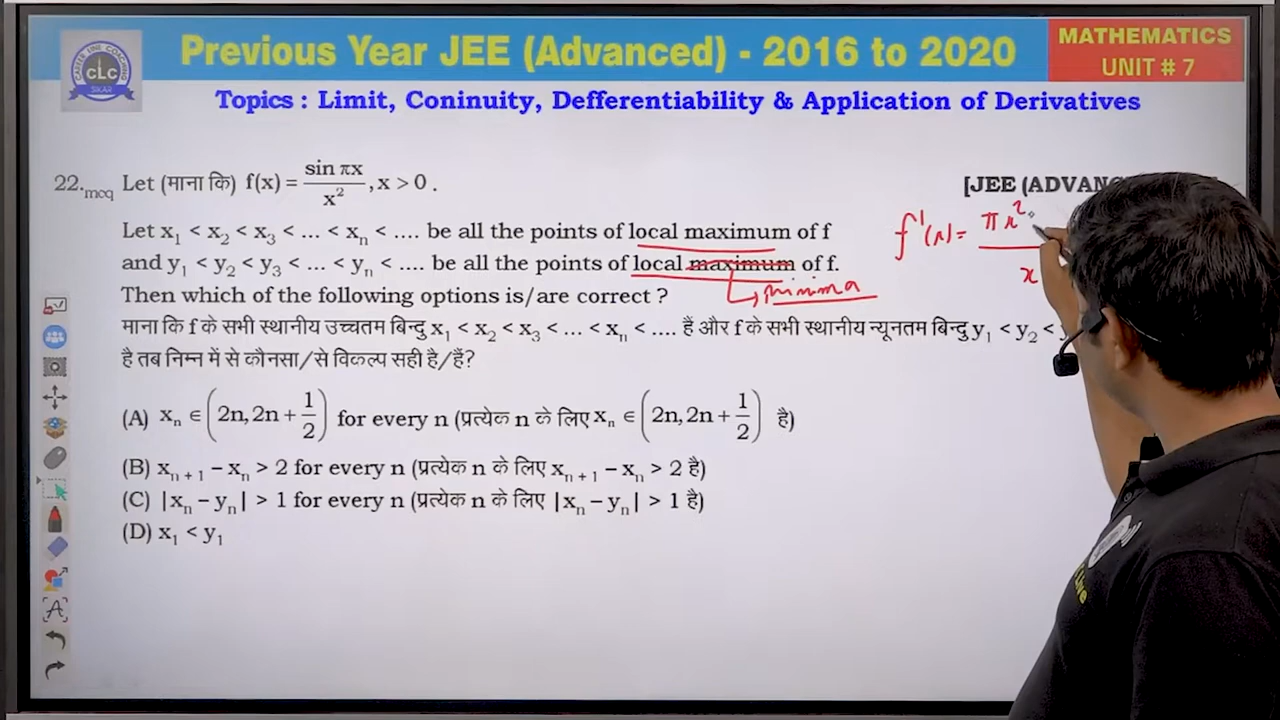 Previous Year JEE (Advanced) - 2016 to 2020
MATHEMATICS
UNIT # 7
CAREER LINE COACHING
CLC
SIKAR
Topics : Limit, Coninuity, Defferentiability & Application of Derivatives
22.mcq Let (माना कि) f(x) = sin πx / x², x > 0 .
[JEE (ADVAN
Let x₁ < x₂ < x₃ < ... < xₙ < .... be all the points of local maximum of f
and y₁ < y₂ < y₃ < ... < yₙ < .... be all the points of local maximum of f.
minima
f'(x) = πx² / x
Then which of the following options is/are correct ?
माना कि f के सभी स्थानीय उच्चतम बिन्दु x₁ < x₂ < x₃ < ... < xₙ < .... हैं और f के सभी स्थानीय न्यूनतम बिन्दु y₁ < y₂ <
है तब निम्न में से कौनसा/से विकल्प सही है/हैं?
(A) xₙ ∈ (2n, 2n + 1/2) for every n (प्रत्येक n के लिए xₙ ∈ (2n, 2n + 1/2) है)
(B) xₙ₊₁ – xₙ > 2 for every n (प्रत्येक n के लिए xₙ₊₁ – xₙ > 2 है)
(C) |xₙ – yₙ| > 1 for every n (प्रत्येक n के लिए |xₙ – yₙ| > 1 है)
(D) x₁ < y₁
Live